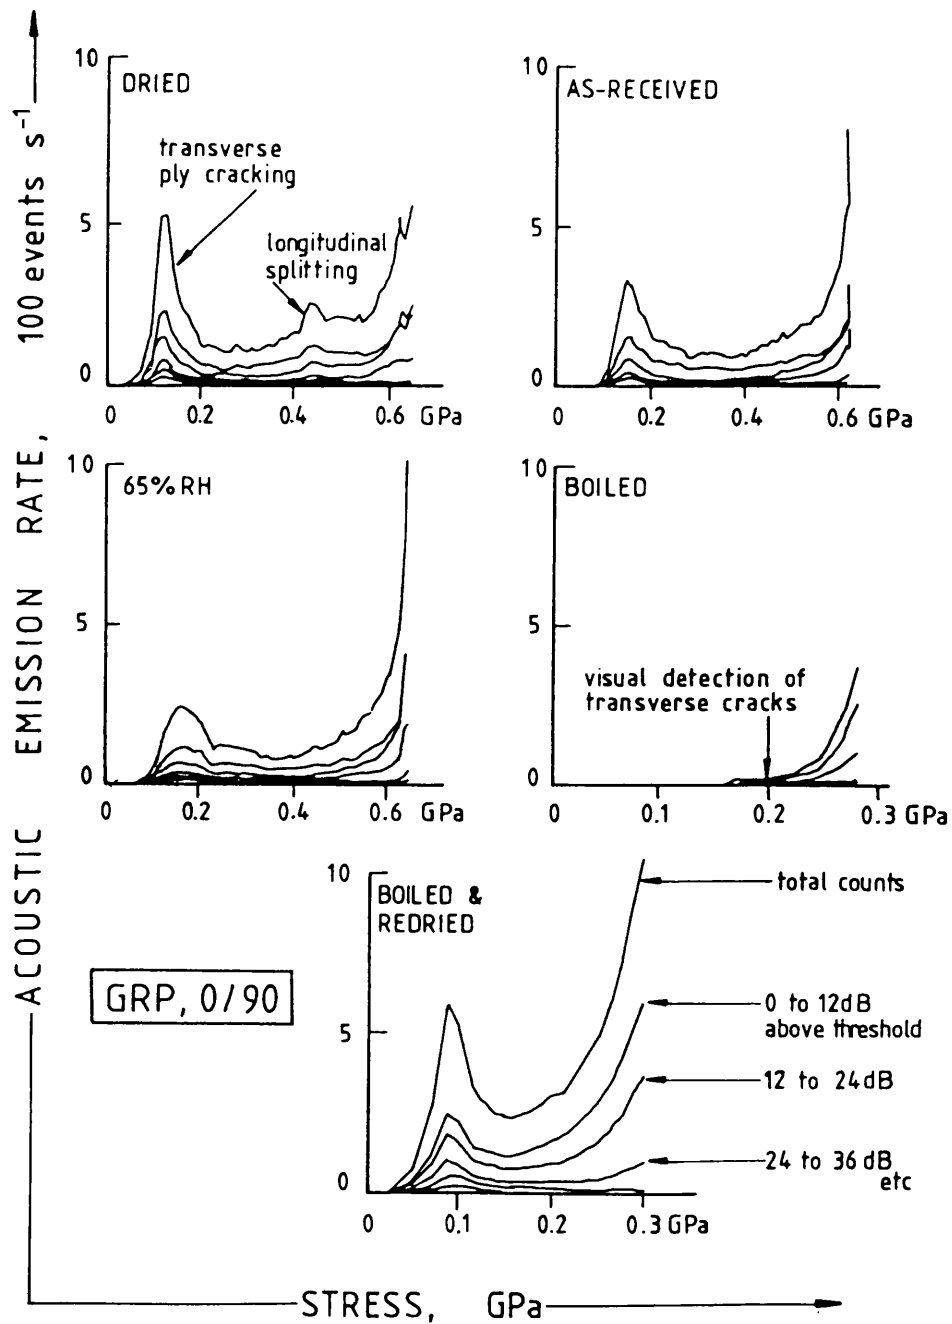 ACOUSTIC EMISSION RATE, 100 events s⁻¹
10
DRIED
transverse
ply cracking
5
longitudinal
splitting
0
0 0.2 0.4 0.6 GPa
10
AS-RECEIVED
5
0
0 0.2 0.4 0.6 GPa
10
65% RH
5
0
0 0.2 0.4 0.6 GPa
10
BOILED
5
visual detection of
transverse cracks
0
0 0.1 0.2 0.3 GPa
10
BOILED &
REDRIED
total counts
GRP, 0/90
5
0 to 12dB
above threshold
12 to 24dB
24 to 36dB
etc
0
0 0.1 0.2 0.3 GPa
STRESS, GPa